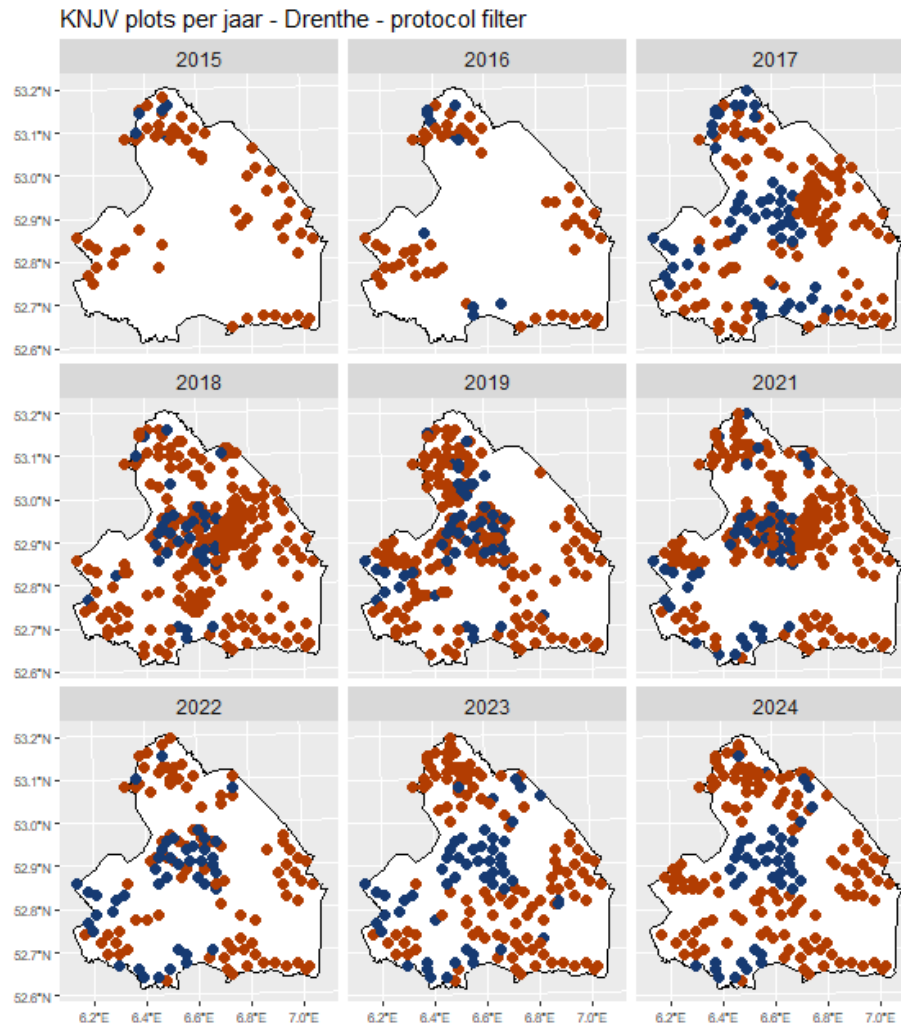 KNJV plots per jaar - Drenthe - protocol filter
2015 2016 2017
53.2°N
53.1°N
53.0°N
52.9°N
52.8°N
52.7°N
52.6°N
2018 2019 2021
53.2°N
53.1°N
53.0°N
52.9°N
52.8°N
52.7°N
52.6°N
2022 2023 2024
53.2°N
53.1°N
53.0°N
52.9°N
52.8°N
52.7°N
52.6°N
6.2°E 6.4°E 6.6°E 6.8°E 7.0°E 6.2°E 6.4°E 6.6°E 6.8°E 7.0°E 6.2°E 6.4°E 6.6°E 6.8°E 7.0°E